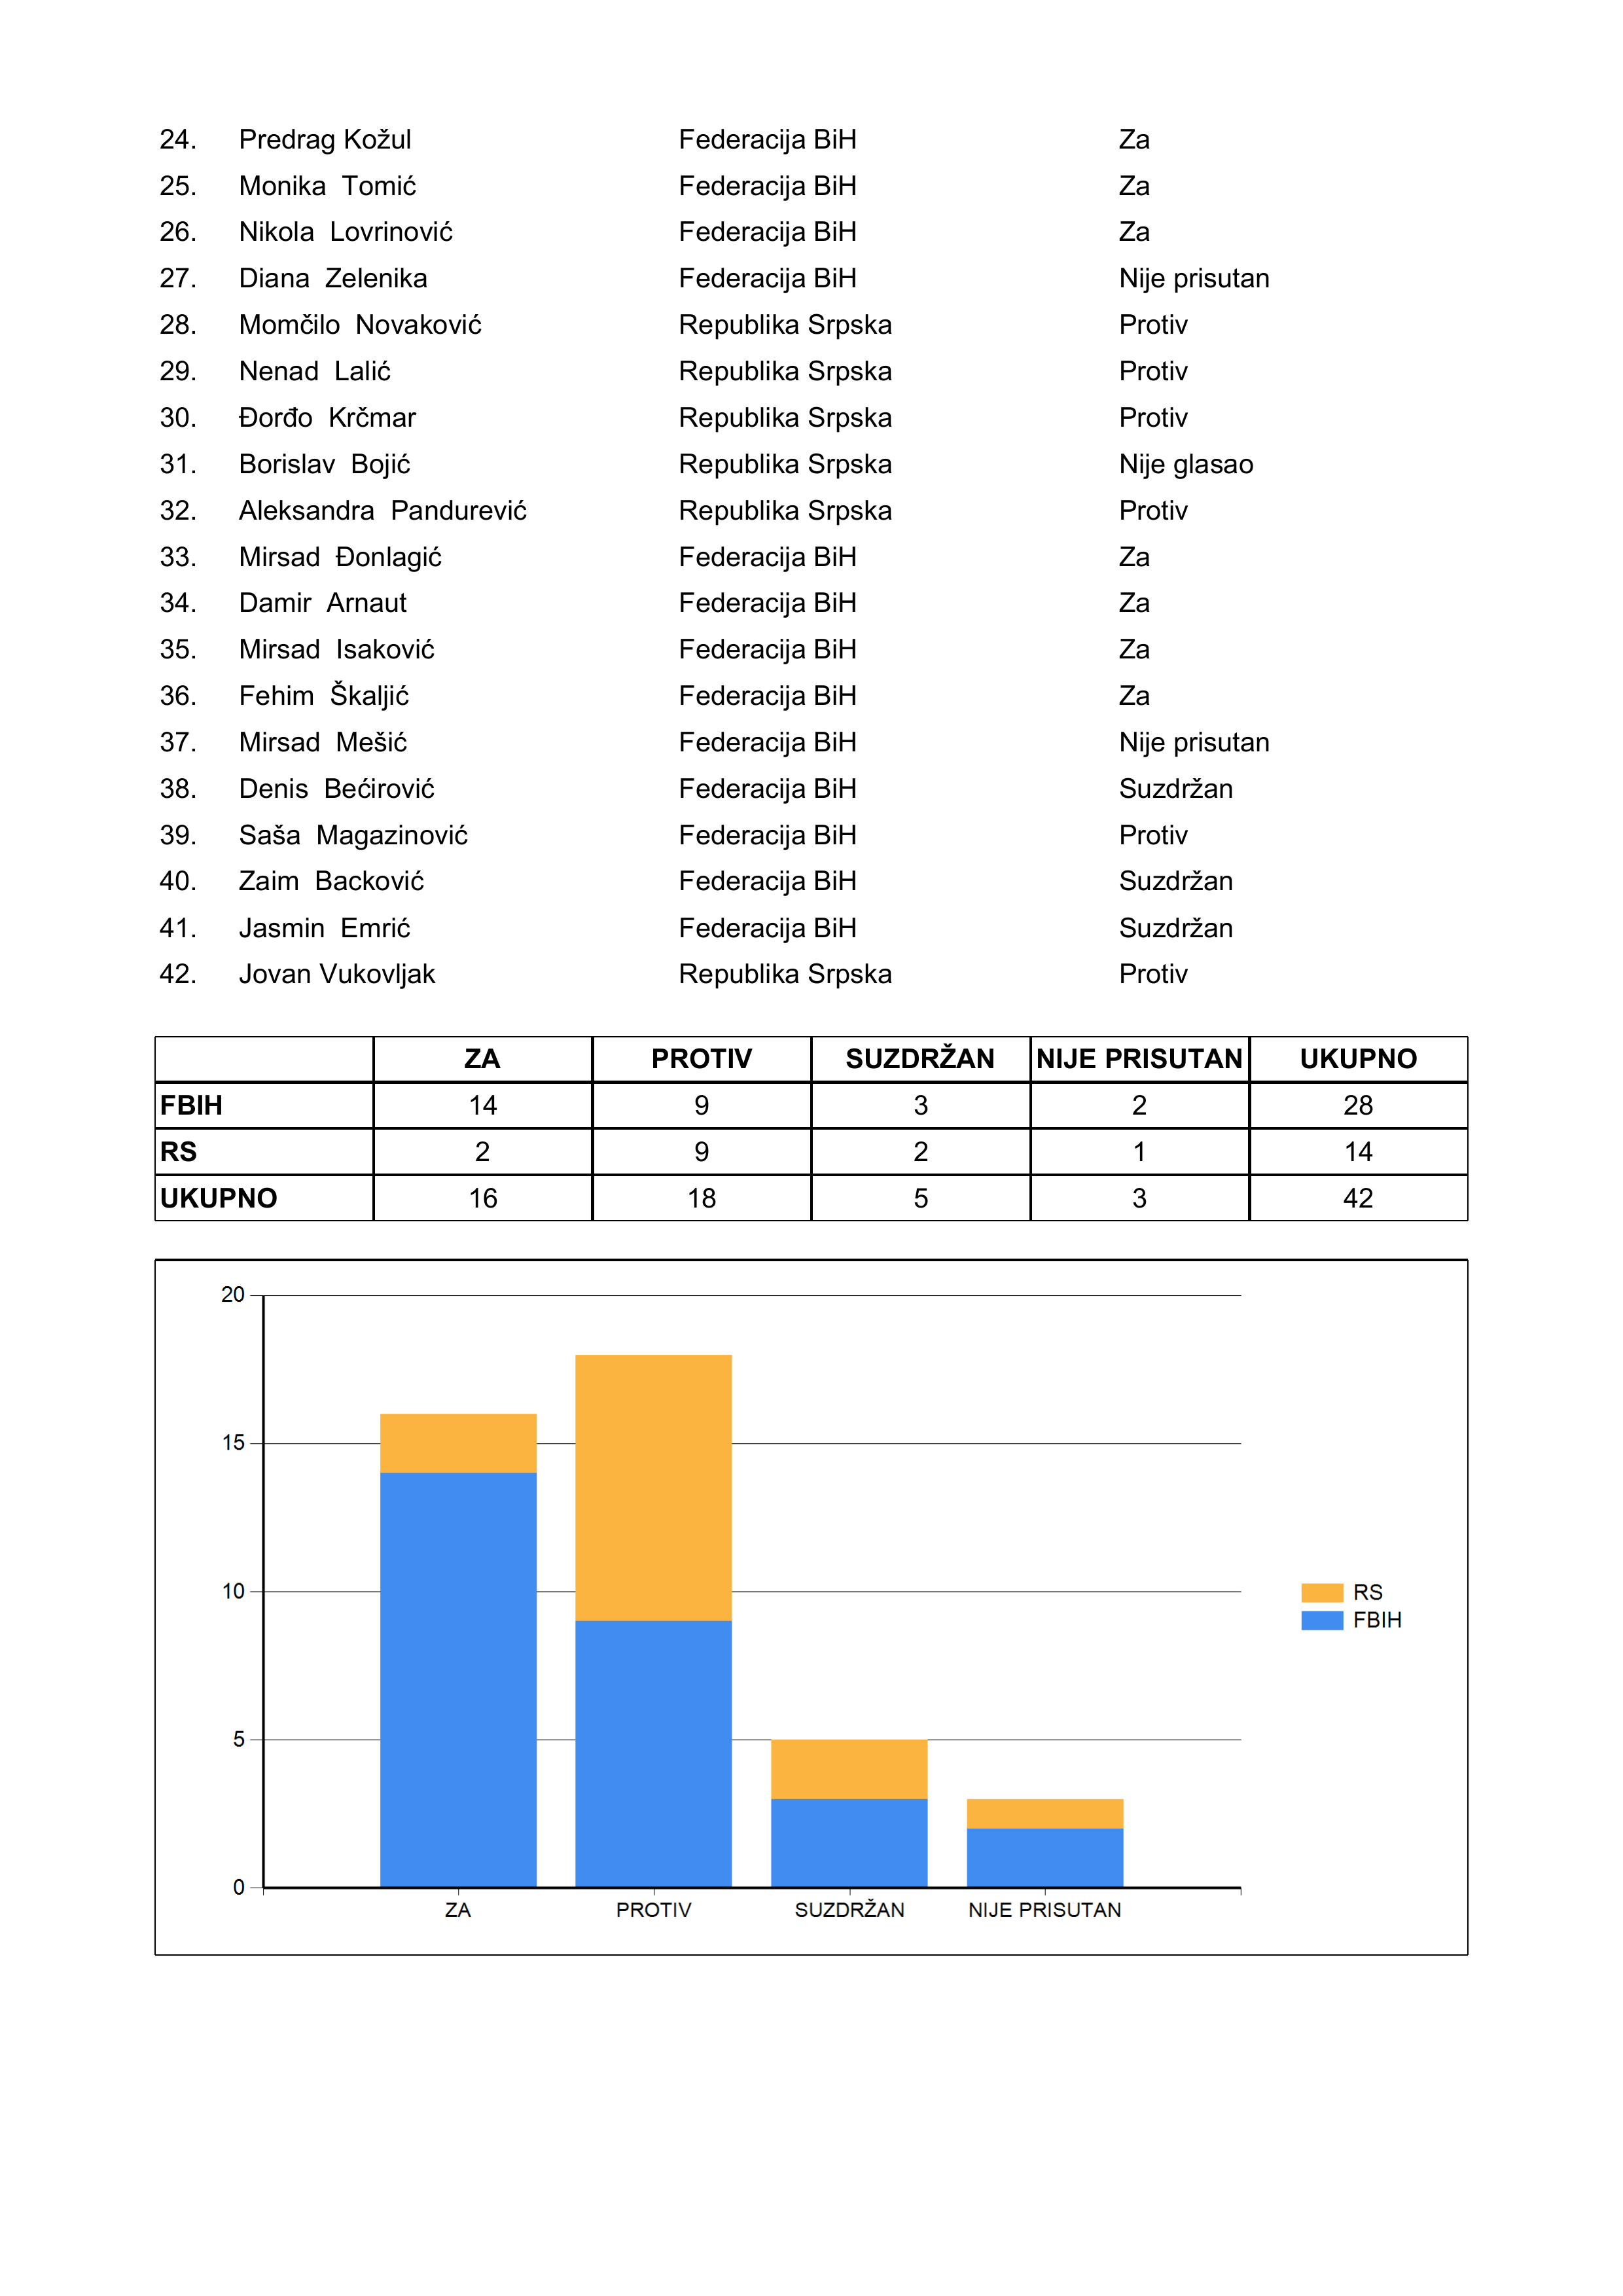 24. Predrag Kožul Federacija BiH Za
25. Monika Tomić Federacija BiH Za
26. Nikola Lovrinović Federacija BiH Za
27. Diana Zelenika Federacija BiH Nije prisutan
28. Momčilo Novaković Republika Srpska Protiv
29. Nenad Lalić Republika Srpska Protiv
30. Đorđo Krčmar Republika Srpska Protiv
31. Borislav Bojić Republika Srpska Nije glasao
32. Aleksandra Pandurević Republika Srpska Protiv
33. Mirsad Đonlagić Federacija BiH Za
34. Damir Arnaut Federacija BiH Za
35. Mirsad Isaković Federacija BiH Za
36. Fehim Škaljić Federacija BiH Za
37. Mirsad Mešić Federacija BiH Nije prisutan
38. Denis Bećirović Federacija BiH Suzdržan
39. Saša Magazinović Federacija BiH Protiv
40. Zaim Backović Federacija BiH Suzdržan
41. Jasmin Emrić Federacija BiH Suzdržan
42. Jovan Vukovljak Republika Srpska Protiv
ZA PROTIV SUZDRŽAN NIJE PRISUTAN UKUPNO
FBIH 14 9 3 2 28
RS 2 9 2 1 14
UKUPNO 16 18 5 3 42
20
15
10
5
0
ZA PROTIV SUZDRŽAN NIJE PRISUTAN
RS
FBIH